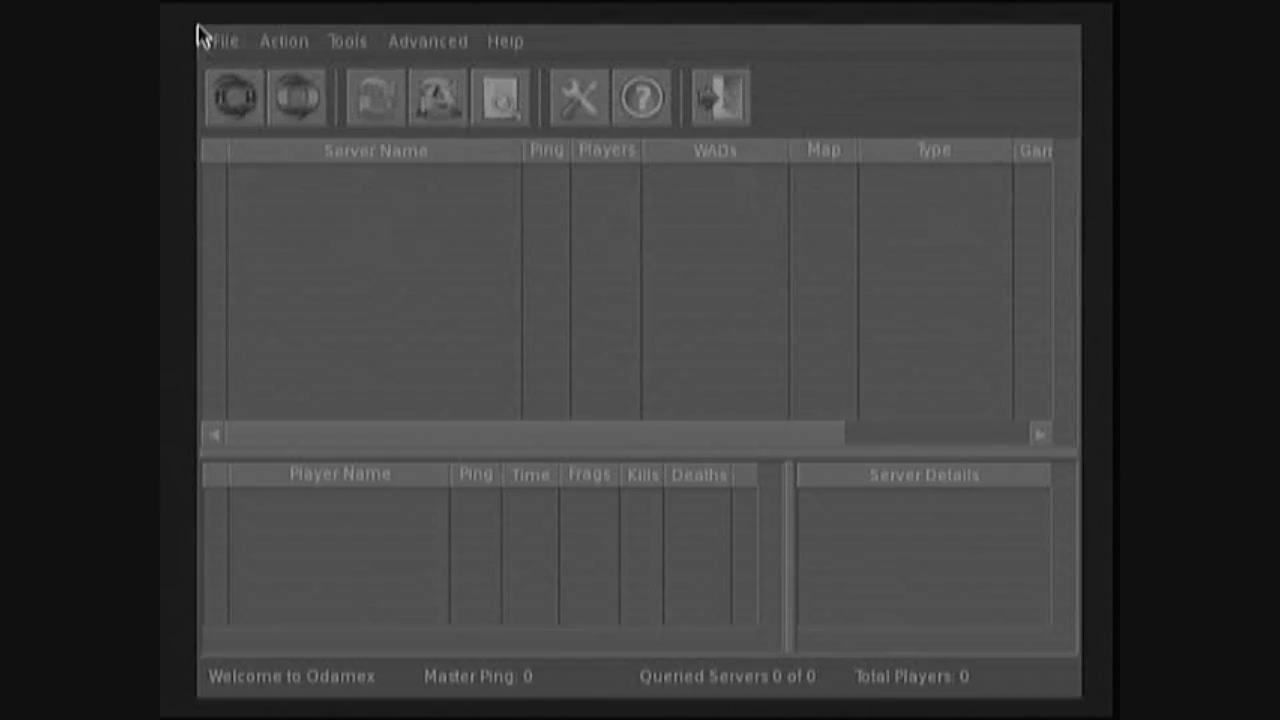 File Action Tools Advanced Help
Server Name Ping Players WADs Map Type Gam
Player Name Ping Time Frags Kills Deaths Server Details
Welcome to Odamex Master Ping: 0 Queried Servers 0 of 0 Total Players: 0